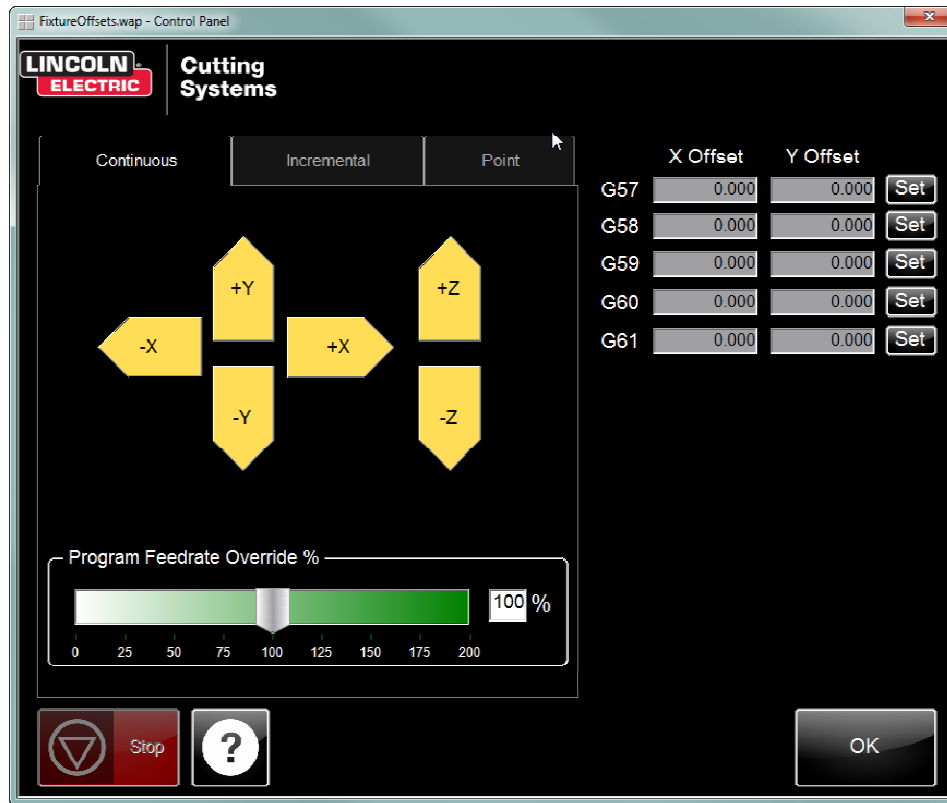 FixtureOffsets.wap - Control Panel
LINCOLN
ELECTRIC
Cutting
Systems
Continuous
Incremental
Point
+Y
-X
+X
-Y
+Z
-Z
Program Feedrate Override %
100 %
0 25 50 75 100 125 150 175 200
X Offset Y Offset
G57 0.000 0.000 Set
G58 0.000 0.000 Set
G59 0.000 0.000 Set
G60 0.000 0.000 Set
G61 0.000 0.000 Set
Stop
?
OK